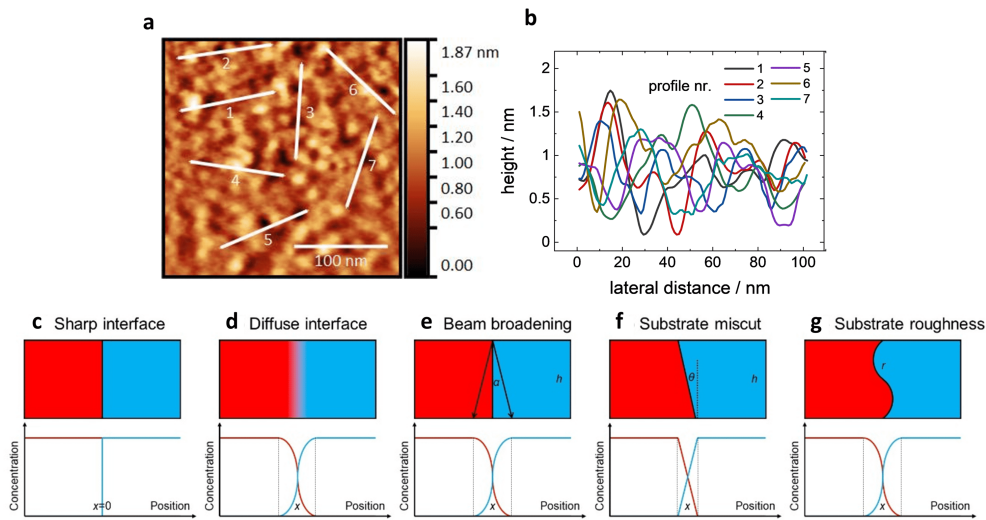 a
1.87 nm
1.60
1.40
1.20
1.00
0.80
0.60
0.00
2
1
3
6
4
7
5
100 nm
b
height / nm
2
1.5
1
0.5
0
profile nr.
1
2
3
4
5
6
7
0
20
40
60
80
100
lateral distance / nm
c Sharp interface
Concentration
x=0
Position
d Diffuse interface
Concentration
x
Position
e Beam broadening
α
h
Concentration
x
Position
f Substrate miscut
θ
h
Concentration
x
Position
g Substrate roughness
r
Concentration
x
Position